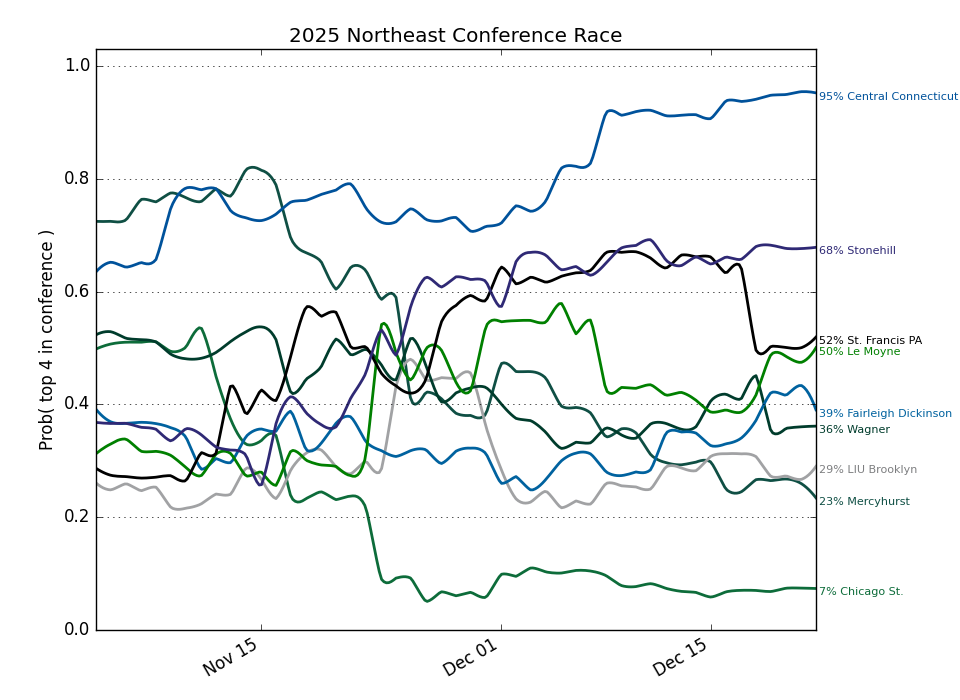 2025 Northeast Conference Race
Prob( top 4 in conference )
1.0
0.8
0.6
0.4
0.2
0.0
Nov 15
Dec 01
Dec 15
95% Central Connecticut
68% Stonehill
52% St. Francis PA
50% Le Moyne
39% Fairleigh Dickinson
36% Wagner
29% LIU Brooklyn
23% Mercyhurst
7% Chicago St.